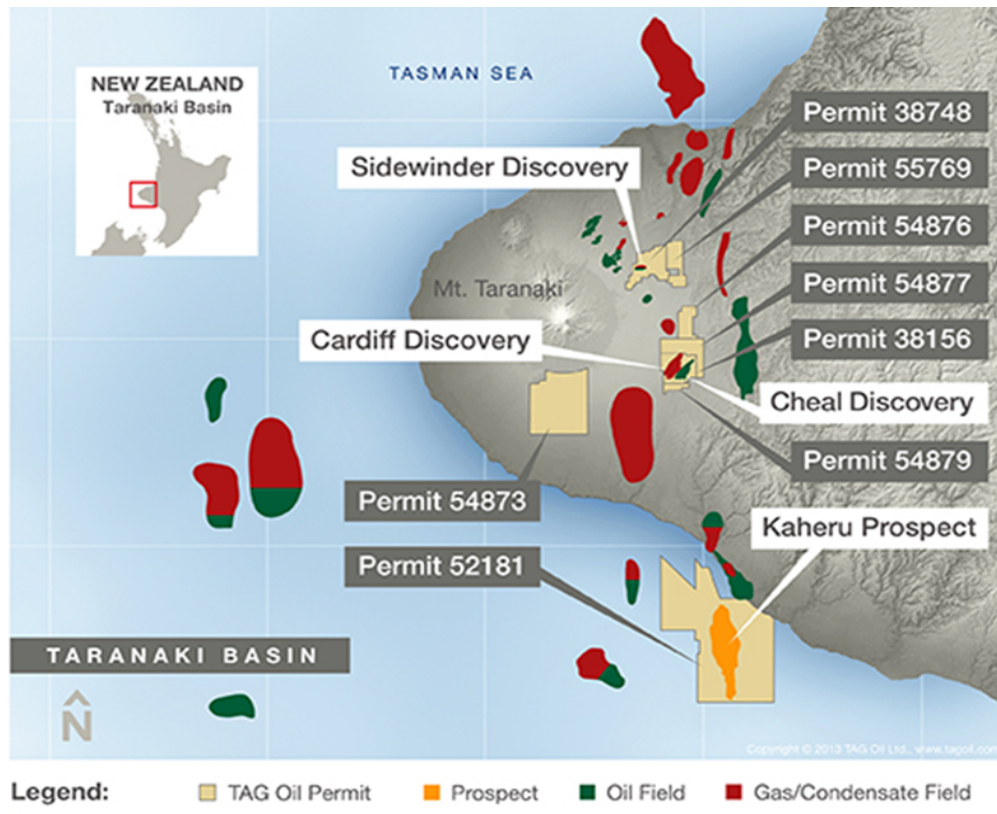 NEW ZEALAND
Taranaki Basin
TASMAN SEA
Permit 38748
Sidewinder Discovery
Permit 55769
Permit 54876
Mt. Taranaki
Permit 54877
Cardiff Discovery
Permit 38156
Cheal Discovery
Permit 54879
Permit 54873
Kaheru Prospect
Permit 52181
TARANAKI BASIN
N
Copyright © 2013 TAG Oil Ltd., www.tagoil.com
Legend:
TAG Oil Permit
Prospect
Oil Field
Gas/Condensate Field